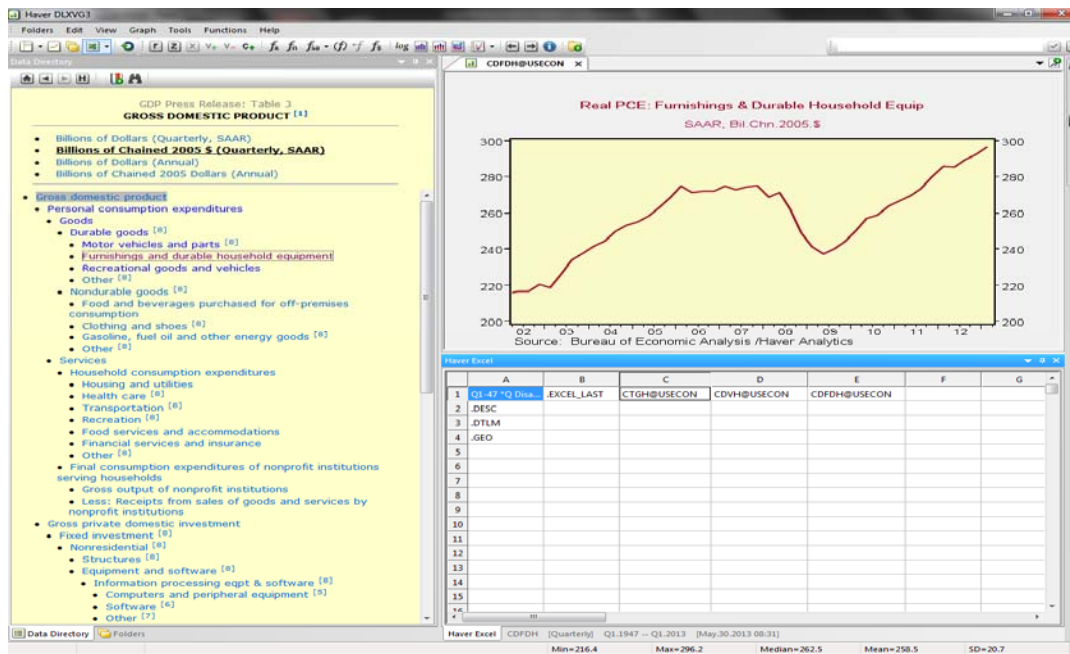 Haver DLXVG3
Folders Edit View Graph Tools Functions Help
Data Directory
GDP Press Release: Table 3
GROSS DOMESTIC PRODUCT [1]
Billions of Dollars (Quarterly, SAAR)
Billions of Chained 2005 $ (Quarterly, SAAR)
Billions of Dollars (Annual)
Billions of Chained 2005 Dollars (Annual)
Gross domestic product
Personal consumption expenditures
Goods
Durable goods [8]
Motor vehicles and parts [8]
Furnishings and durable household equipment
Recreational goods and vehicles
Other [8]
Nondurable goods [8]
Food and beverages purchased for off-premises
consumption
Clothing and shoes [8]
Gasoline, fuel oil and other energy goods [8]
Other [8]
Services
Household consumption expenditures
Housing and utilities
Health care [8]
Transportation [8]
Recreation [8]
Food services and accommodations
Financial services and insurance
Other [8]
Final consumption expenditures of nonprofit institutions
serving households
Gross output of nonprofit institutions
Less: Receipts from sales of goods and services by
nonprofit institutions
Gross private domestic investment
Fixed investment [8]
Nonresidential [8]
Structures [8]
Equipment and software [8]
Information processing eqpt & software [8]
Computers and peripheral equipment [5]
Software [6]
Other [7]
Data Directory Folders
CDFDH@USECON
Real PCE: Furnishings & Durable Household Equip
SAAR, Bil.Chn.2005.$
300 300
280 280
260 260
240 240
220 220
200 200
02 03 04 05 06 07 08 09 10 11 12
Source: Bureau of Economic Analysis /Haver Analytics
Haver Excel
A B C D E F G
1 Q1-47 "Q Disa... .EXCEL_LAST CTGH@USECON CDVH@USECON CDFDH@USECON
2 .DESC
3 .DTLM
4 .GEO
5
6
7
8
9
10
11
12
13
14
15
16
Haver Excel CDFDH [Quarterly] Q1.1947 -- Q1.2013 [May.30.2013 08:31]
Min=216.4 Max=296.2 Median=262.5 Mean=258.5 SD=20.7